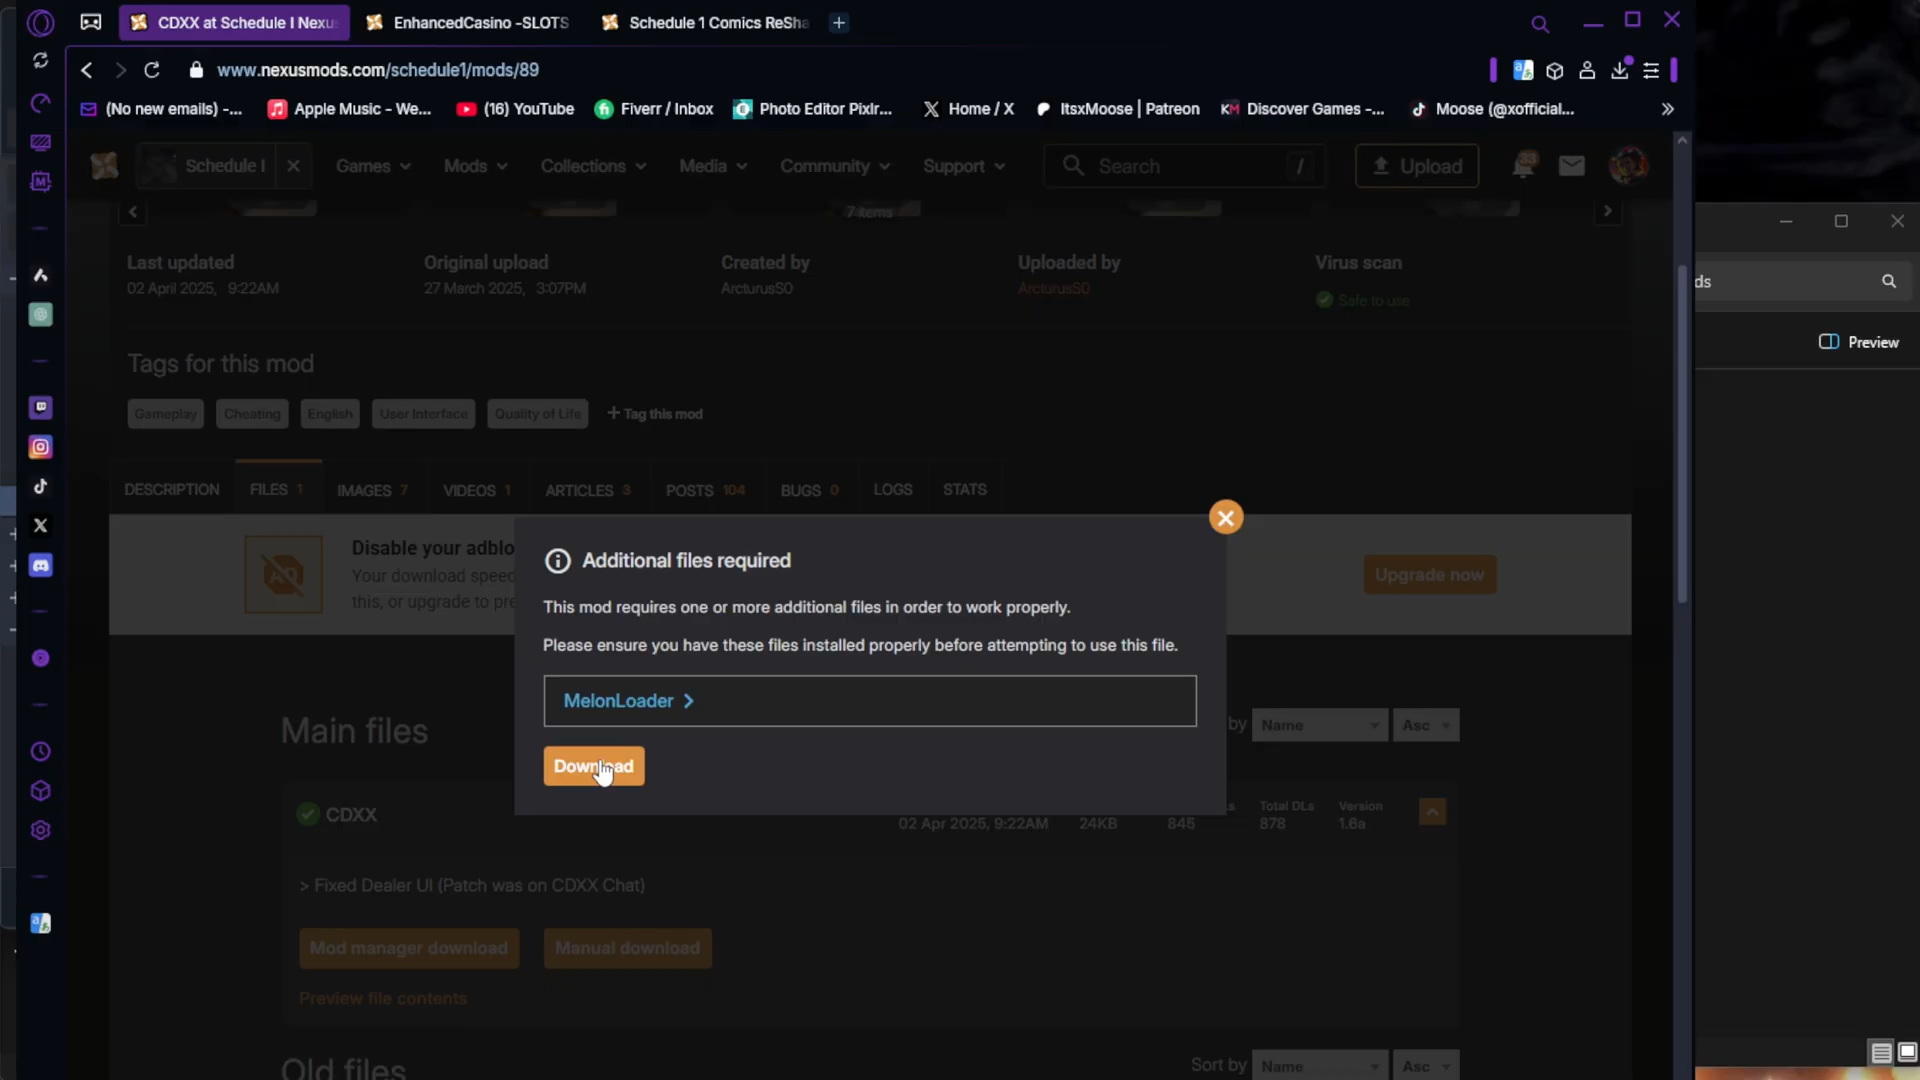 CDXX at Schedule I Nexus
EnhancedCasino -SLOTS
Schedule 1 Comics ReSha
www.nexusmods.com/schedule1/mods/89
(No new emails) -...
Apple Music - We...
(16) YouTube
Fiverr / Inbox
Photo Editor Pixlr...
Home / X
ItsxMoose | Patreon
KM Discover Games -...
Moose (@xofficial...
Schedule I
Games
Mods
Collections
Media
Community
Support
Search
/
Upload
33
7 items
Last updated
02 April 2025, 9:22AM
Original upload
27 March 2025, 3:07PM
Created by
ArcturusS0
Uploaded by
ArcturusS0
Virus scan
Safe to use
ds
Preview
Tags for this mod
Gameplay
Cheating
English
User Interface
Quality of Life
+ Tag this mod
DESCRIPTION
FILES 1
IMAGES 7
VIDEOS 1
ARTICLES 3
POSTS 104
BUGS 0
LOGS
STATS
AD
Disable your adblo
Your download speed
this, or upgrade to pre
Upgrade now
Additional files required
This mod requires one or more additional files in order to work properly.
Please ensure you have these files installed properly before attempting to use this file.
MelonLoader
Download
Main files
by
Name
Asc
CDXX
02 Apr 2025, 9:22AM
24KB
845
Total DLs
878
Version
1.6a
> Fixed Dealer UI (Patch was on CDXX Chat)
Mod manager download
Manual download
Preview file contents
Old files
Sort by
Name
Asc